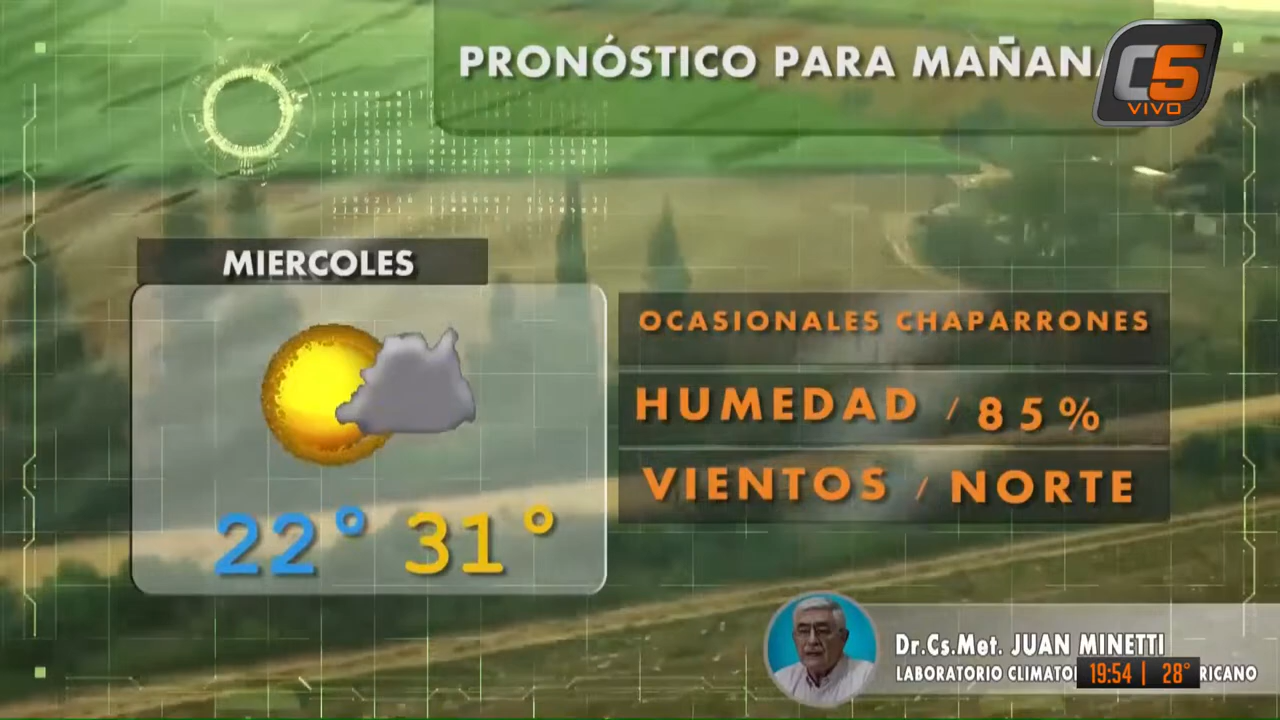 PRONÓSTICO PARA MAÑAN
C5
VIVO
MIERCOLES
22° 31°
OCASIONALES CHAPARRONES
HUMEDAD / 85%
VIENTOS / NORTE
Dr.Cs.Met. JUAN MINETTI
LABORATORIO CLIMATO
RICANO
19:54 | 28°